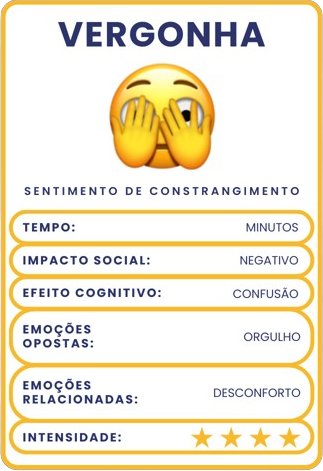 VERGONHA
SENTIMENTO DE CONSTRANGIMENTO
TEMPO: MINUTOS
IMPACTO SOCIAL: NEGATIVO
EFEITO COGNITIVO: CONFUSÃO
EMOÇÕES
OPOSTAS: ORGULHO
EMOÇÕES
RELACIONADAS: DESCONFORTO
INTENSIDADE: